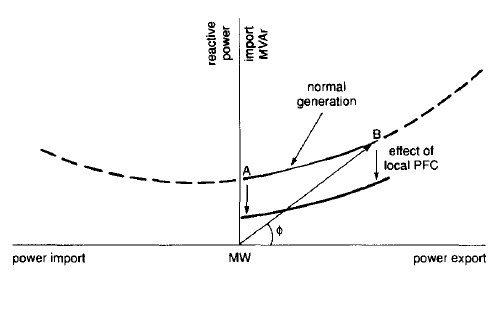 reactive
power
import
MVAr
normal
generation
B
effect of
local PFC
A
ϕ
power import
MW
power export